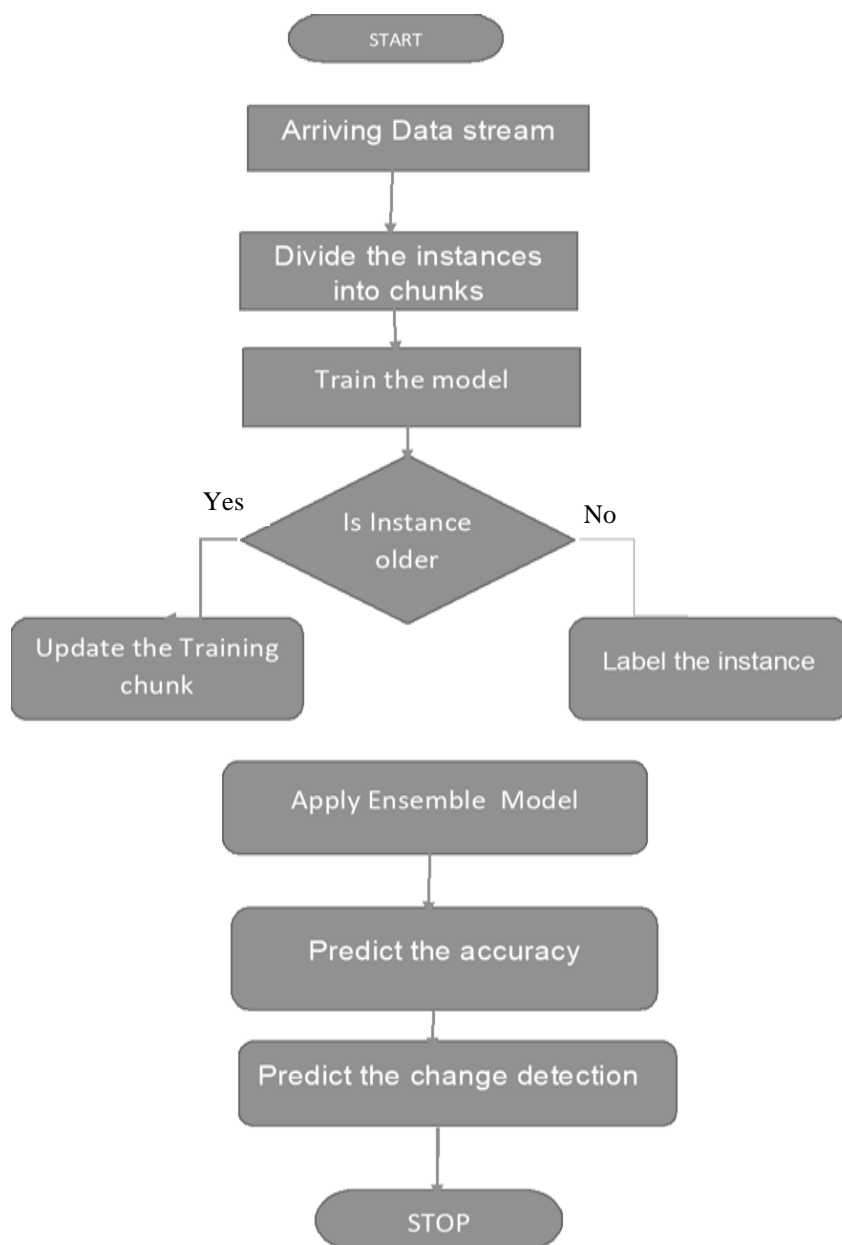 START
Arriving Data stream
Divide the instances
into chunks
Train the model
Yes
Is Instance
older
No
Update the Training
chunk
Label the instance
Apply Ensemble Model
Predict the accuracy
Predict the change detection
STOP